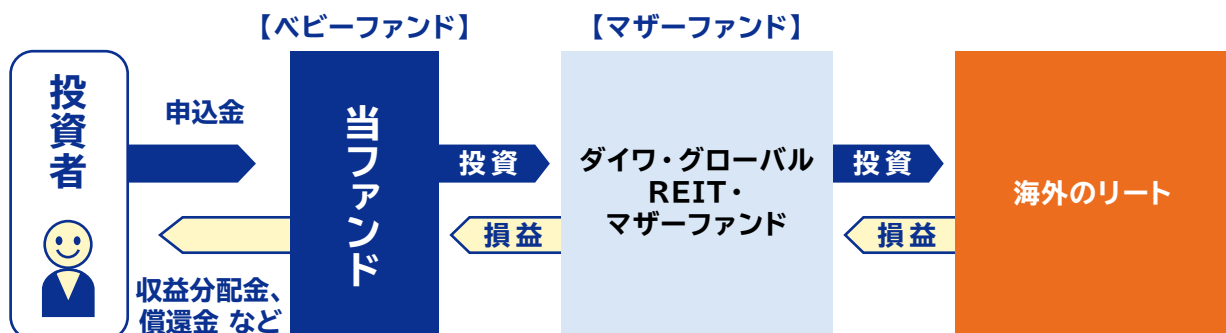 【ベビーファンド】
【マザーファンド】
投資者
申込金
収益分配金、
償還金 など
当ファンド
投資
損益
ダイワ・グローバル
REIT・
マザーファンド
投資
損益
海外のリート